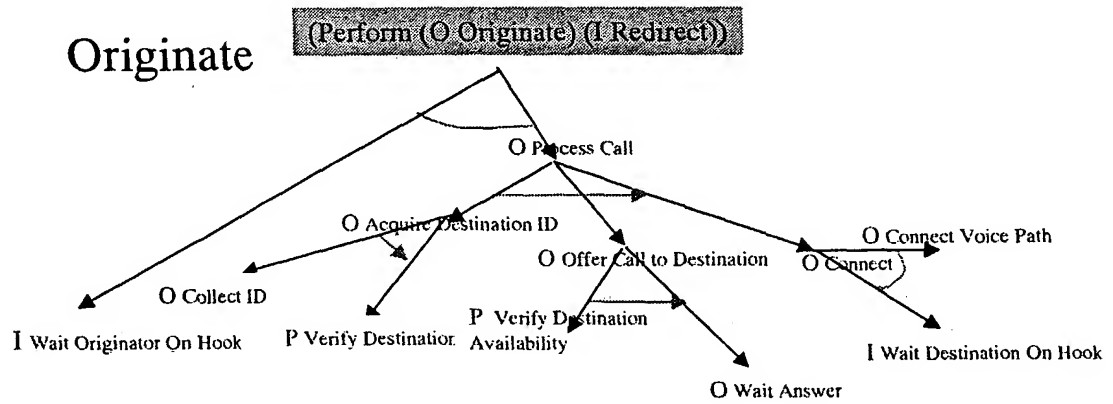 (Perform (O Originate) (I Redirect))
Originate
O Process Call
O Acquire Destination ID
O Connect Voice Path
O Offer Call to Destination
O Connect
O Collect ID
I Wait Originator On Hook
P Verify Destination
P Verify Destination
Availability
I Wait Destination On Hook
O Wait Answer